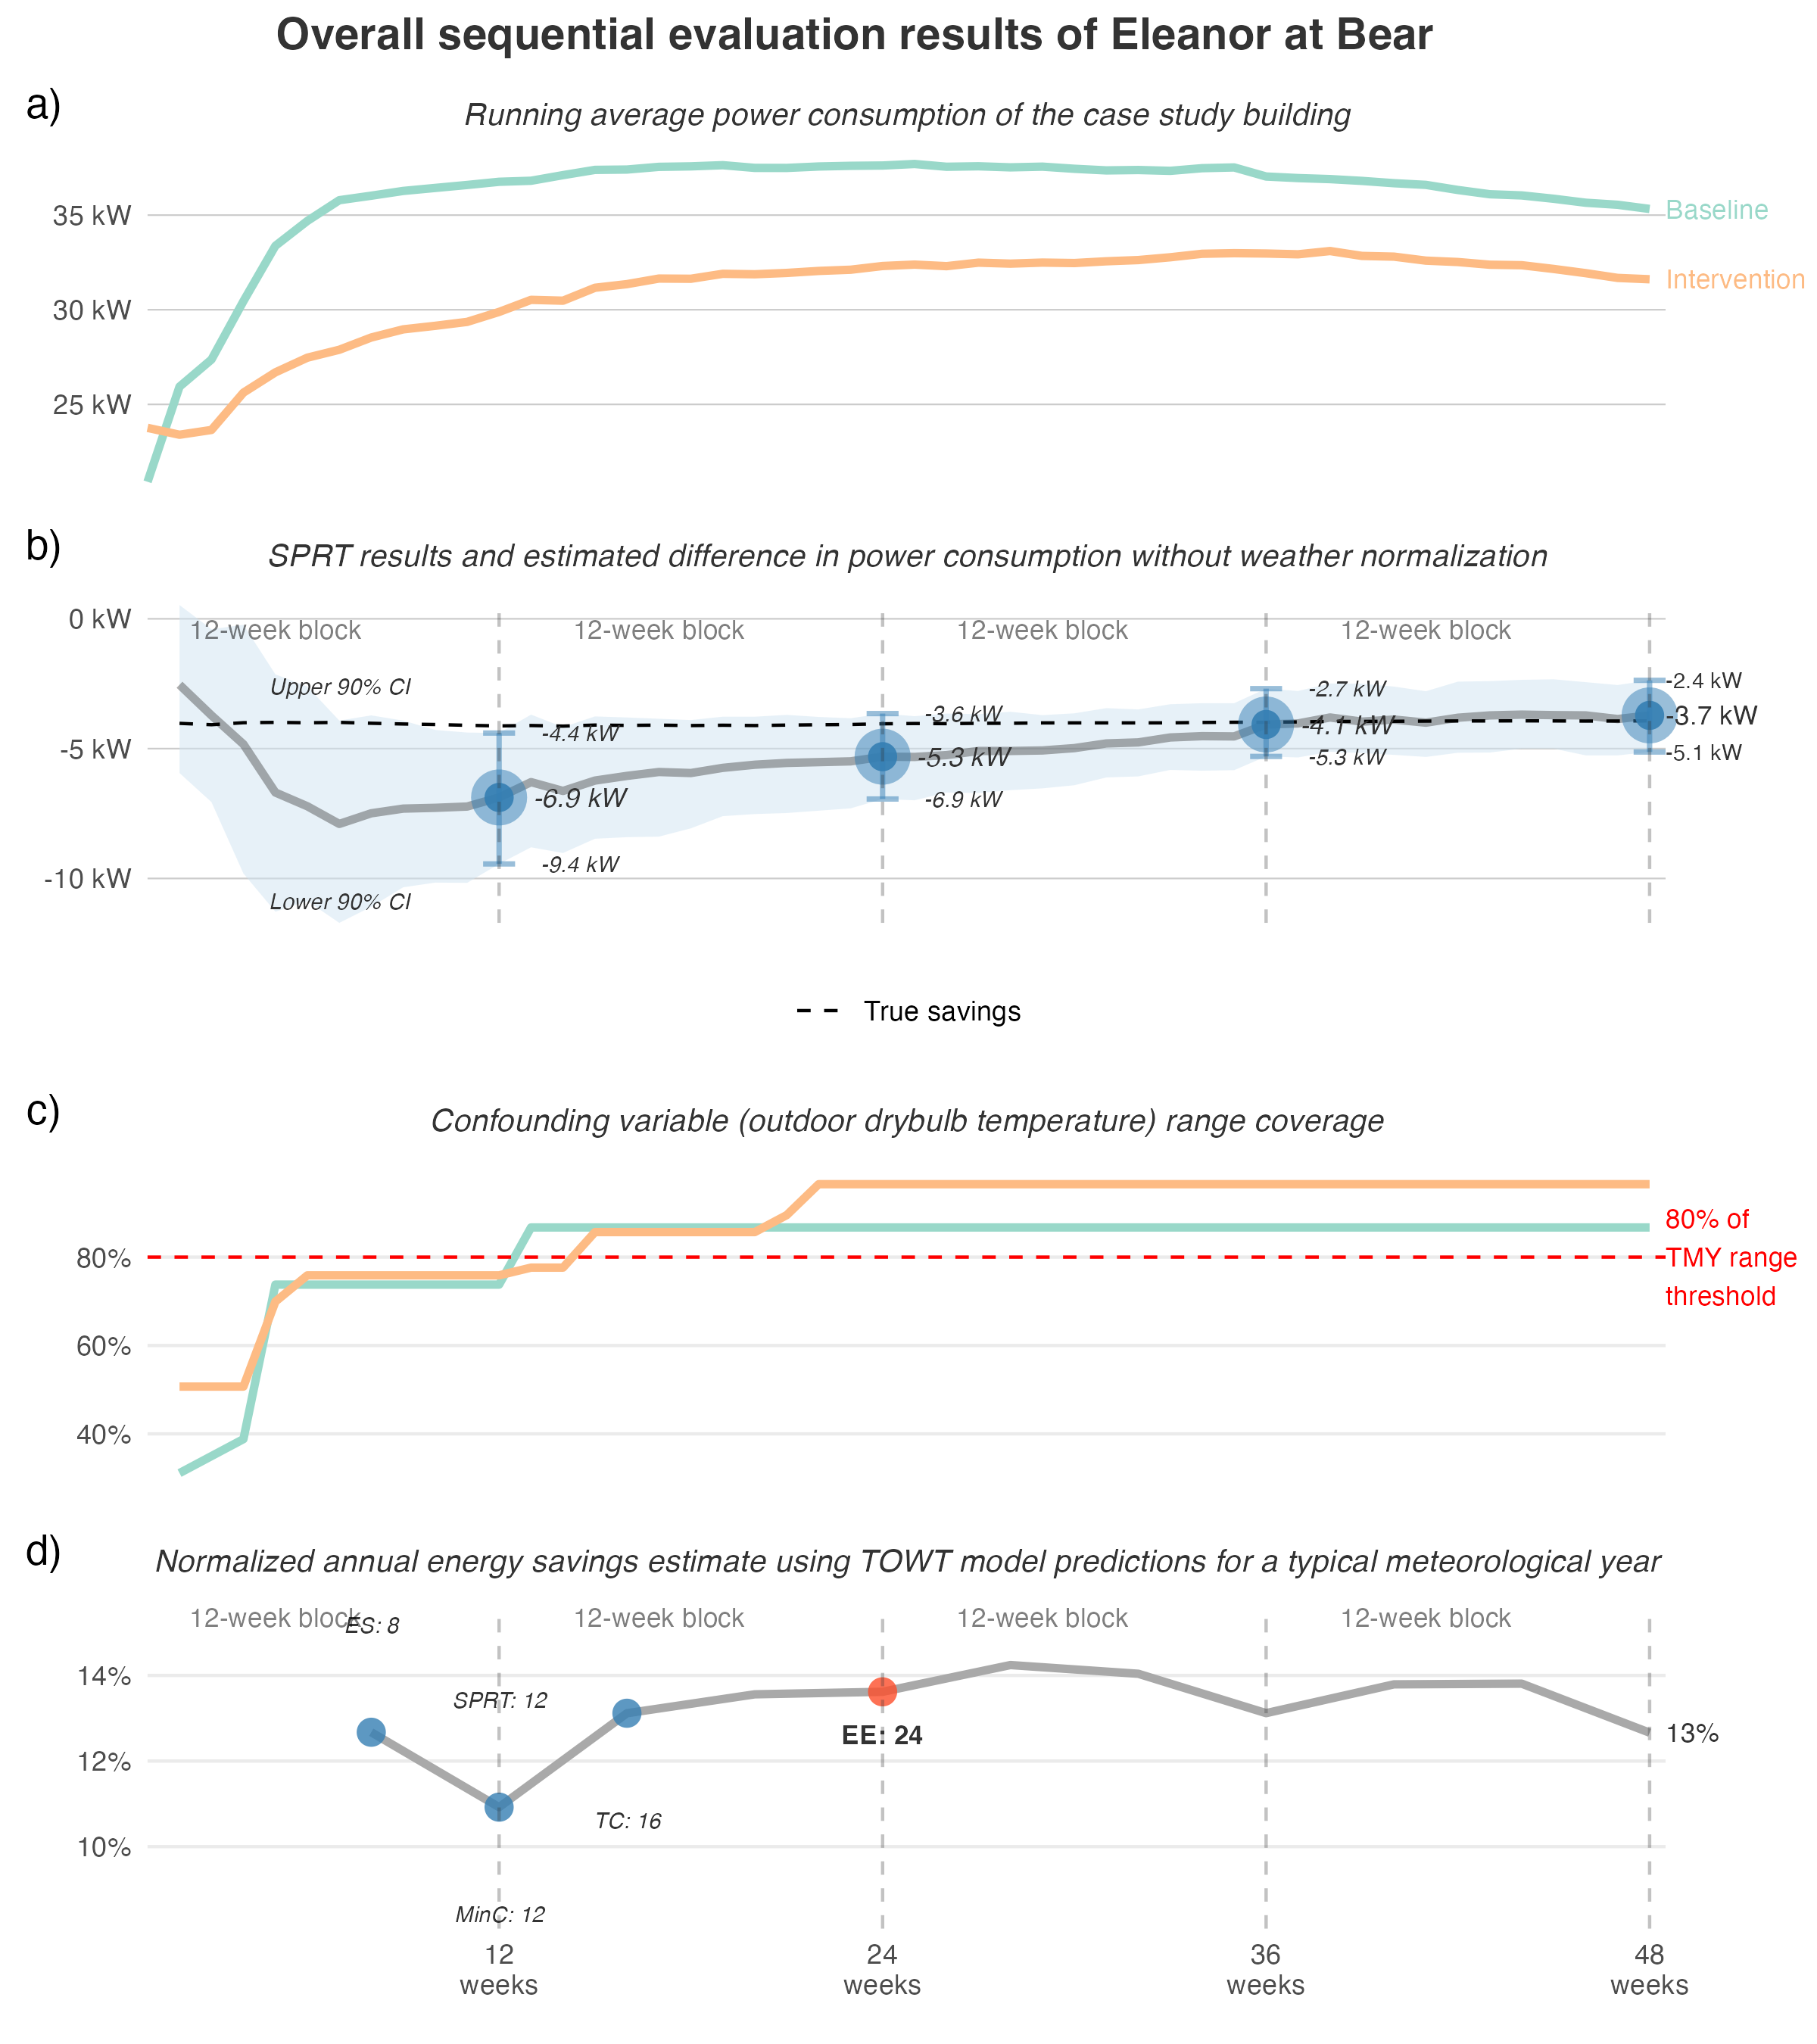 Overall sequential evaluation results of Eleanor at Bear
a)
Running average power consumption of the case study building
35 kW
30 kW
25 kW
Baseline
Intervention
b)
SPRT results and estimated difference in power consumption without weather normalization
0 kW
-5 kW
-10 kW
12-week block
12-week block
12-week block
12-week block
Upper 90% CI
Lower 90% CI
-4.4 kW
-6.9 kW
-9.4 kW
-3.6 kW
-5.3 kW
-6.9 kW
-2.7 kW
-4.1 kW
-5.3 kW
-2.4 kW
-3.7 kW
-5.1 kW
True savings
c)
Confounding variable (outdoor drybulb temperature) range coverage
80%
60%
40%
80% of
TMY range
threshold
d)
Normalized annual energy savings estimate using TOWT model predictions for a typical meteorological year
12-week block
12-week block
12-week block
12-week block
14%
12%
10%
ES: 8
SPRT: 12
MinC: 12
TC: 16
EE: 24
13%
12
weeks
24
weeks
36
weeks
48
weeks